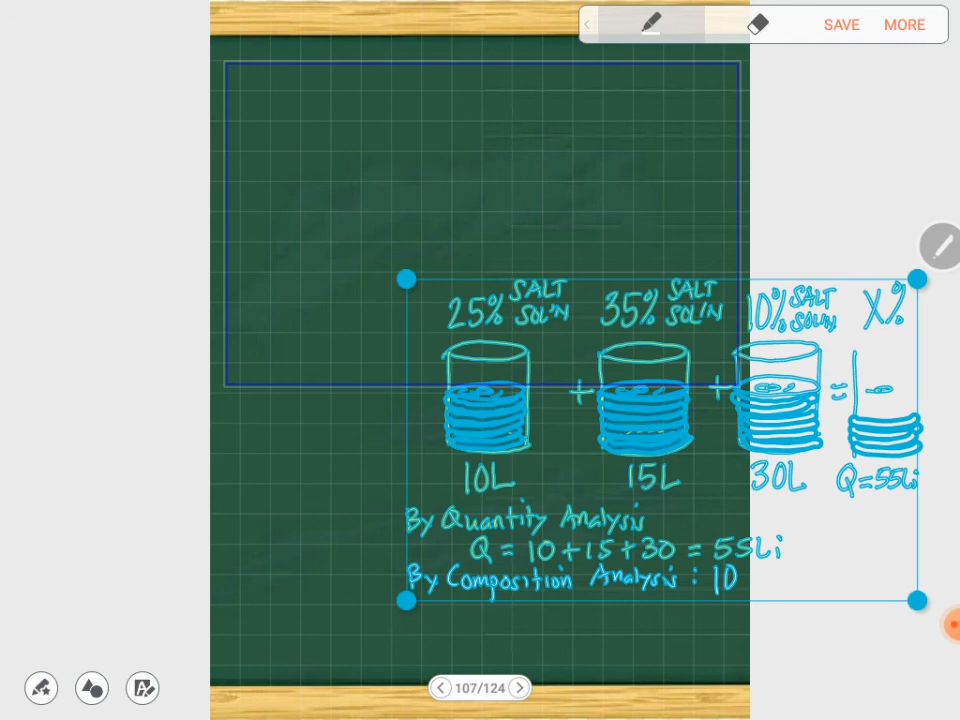 SAVE MORE
25% SALT SOL'N 35% SALT SOL'N 10% SALT SOL'N X%
+ + =
10L 15L 30L Q=55Li
By Quantity Analysis
Q = 10+15+30 = 55Li
By Composition Analysis : 10
107/124